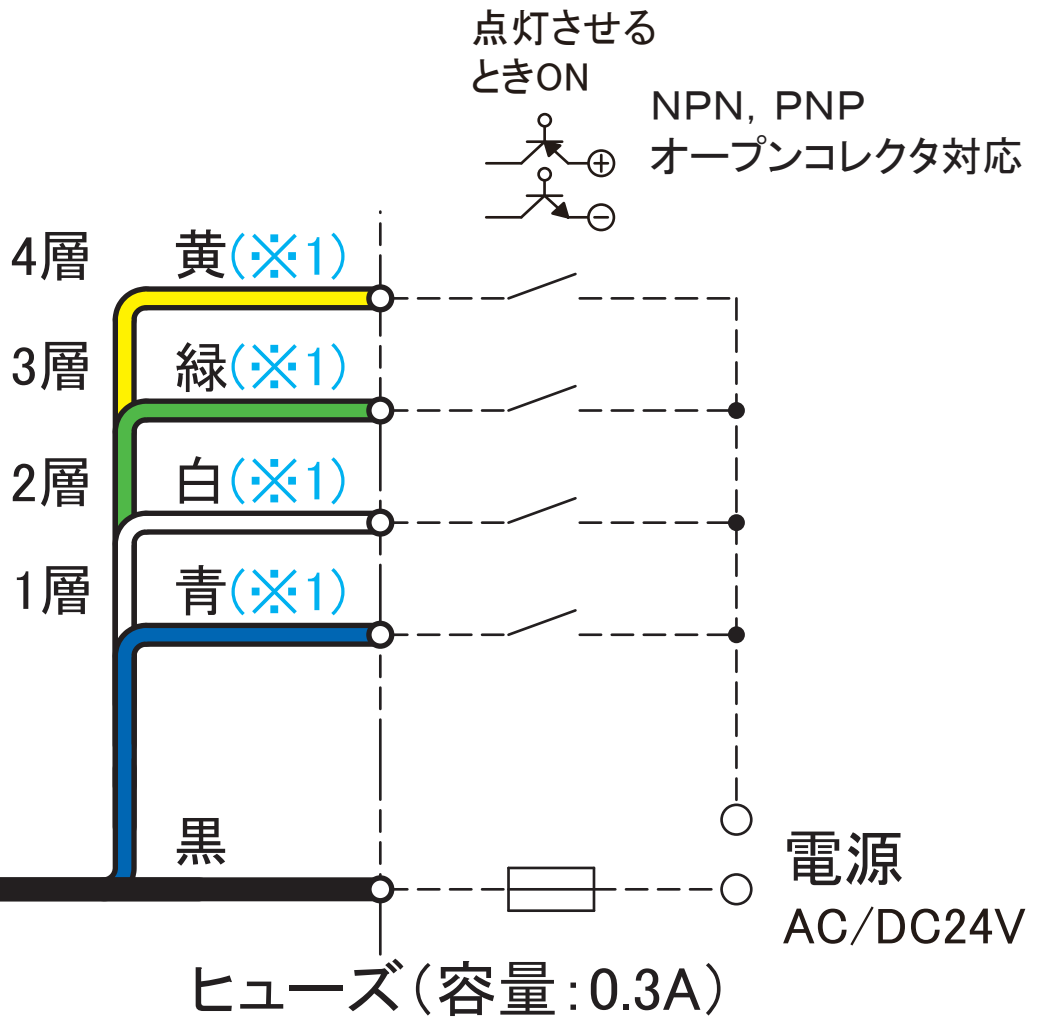 点灯させる
ときON
NPN, PNP
オープンコレクタ対応
4層 黄(※1)
3層 緑(※1)
2層 白(※1)
1層 青(※1)
黒
電源
AC/DC24V
ヒューズ(容量:0.3A)